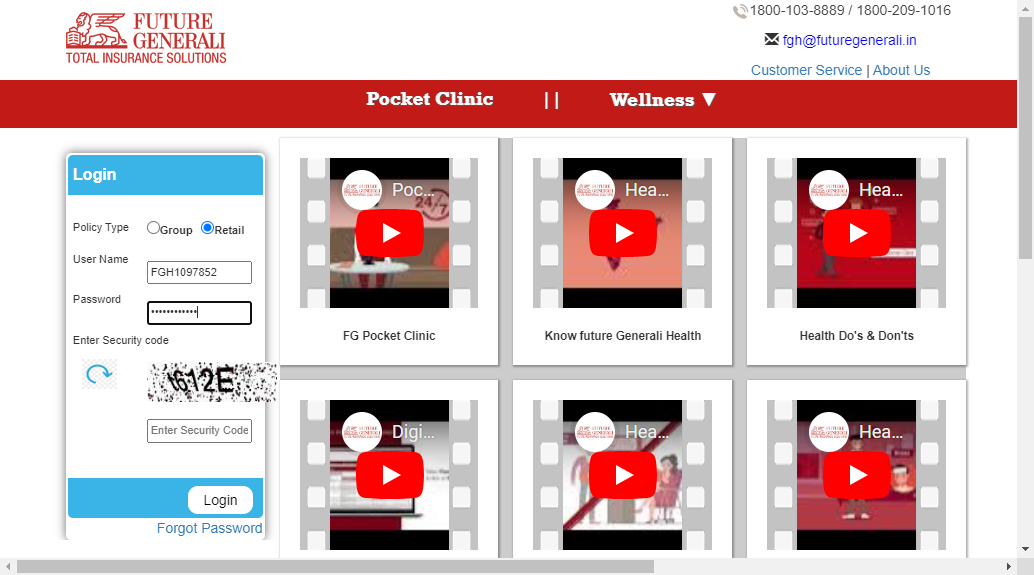 FUTURE
GENERALI
TOTAL INSURANCE SOLUTIONS
1800-103-8889 / 1800-209-1016
fgh@futuregenerali.in
Customer Service | About Us
Pocket Clinic || Wellness ▼
Login
Policy Type Group Retail
User Name FGH1097852
Password ••••••••••••
Enter Security code
t612E
Enter Security Code
Login
Forgot Password
Poc...
24/7
FG Pocket Clinic
Hea...
Know future Generali Health
Hea...
Health Do's & Don'ts
Digi...
Hea...
Hea...